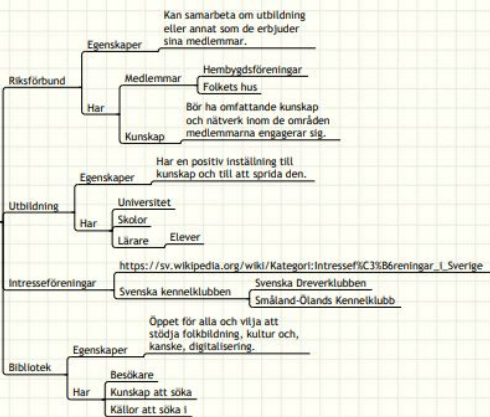 Kan samarbeta om utbildning
eller annat som de erbjuder
sina medlemmar.
Egenskaper
Riksförbund
Medlemmar
Hembygdsföreningar
Folkets hus
Har
Bör ha omfattande kunskap
och nätverk inom de områden
medlemmarna engagerar sig.
Kunskap
Har en positiv inställning till
kunskap och till att sprida den.
Egenskaper
Utbildning
Universitet
Har
Skolor
Lärare
Elever
https://sv.wikipedia.org/wiki/Kategori:Intressef%C3%B6reningar_i_Sverige
Intresseföreningar
Svenska kennelklubben
Svenska Dreverklubben
Småland-Ölands Kennelklubb
Öppet för alla och vilja att
stödja folkbildning, kultur och,
kanske, digitalisering.
Egenskaper
Bibliotek
Besökare
Har
Kunskap att söka
Källor att söka i